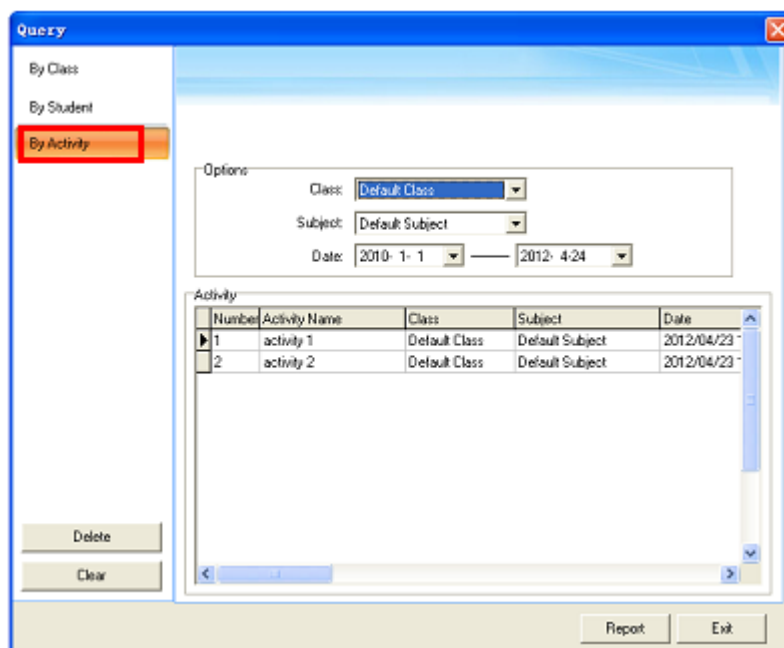 Query
By Class
By Student
By Activity
Options
Class: Default Class
Subject: Default Subject
Date: 2010- 1- 1 —— 2012- 4-24
Activity
Number Activity Name Class Subject Date
1 activity 1 Default Class Default Subject 2012/04/23
2 activity 2 Default Class Default Subject 2012/04/23
Delete
Clear
Report Exit